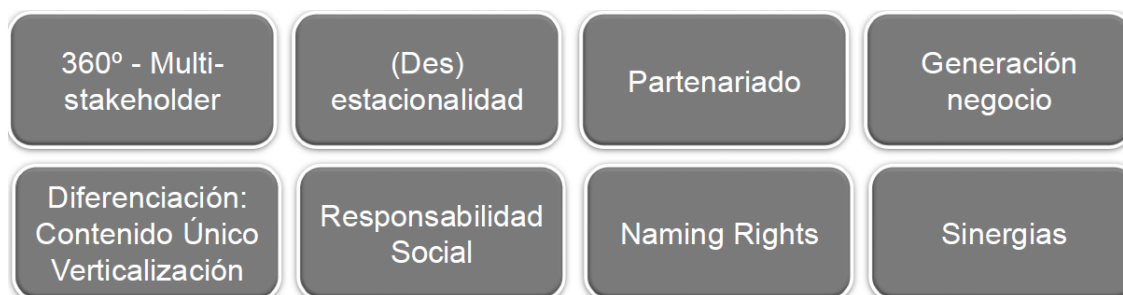 360º - Multi-
stakeholder
(Des)
estacionalidad
Partenariado
Generación
negocio
Diferenciación:
Contenido Único
Verticalización
Responsabilidad
Social
Naming Rights
Sinergias